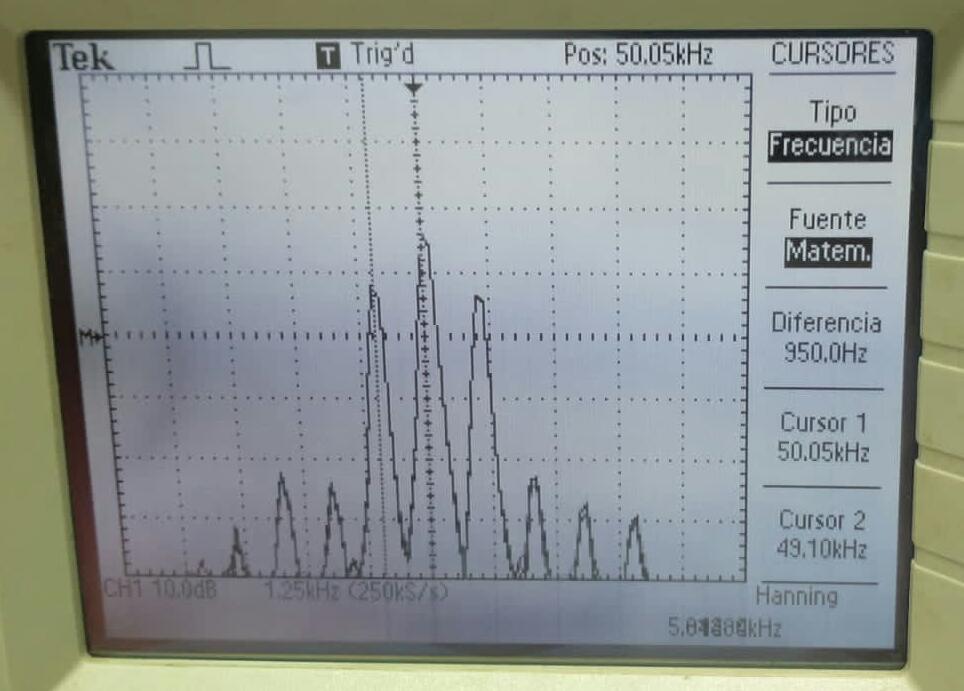 Tek T Trig'd Pos: 50.05kHz CURSORES
Tipo
Frecuencia
Fuente
Matem.
M
Diferencia
950.0Hz
Cursor 1
50.05kHz
Cursor 2
49.10kHz
CH1 10.0dB 1.25kHz (250kS/s) Hanning